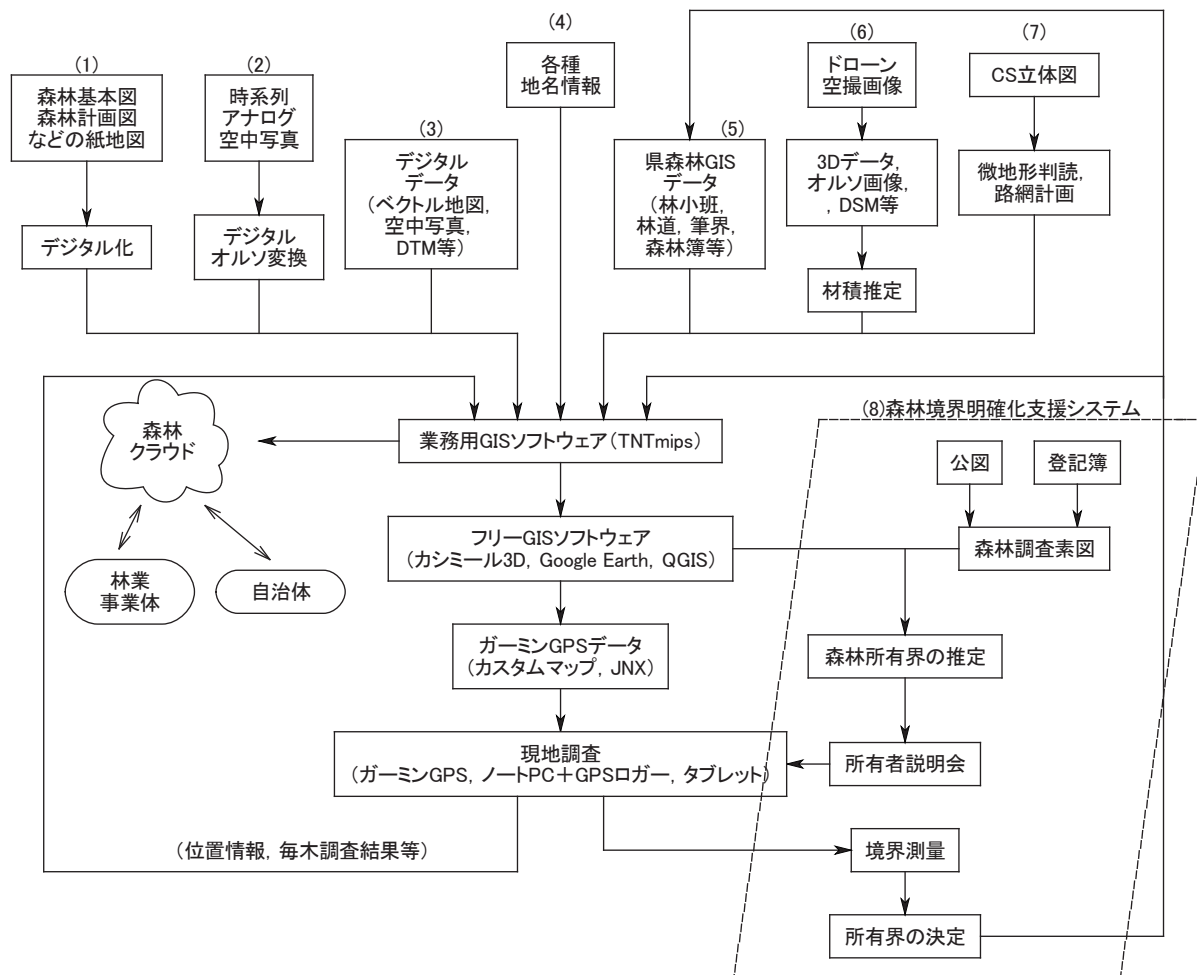 (1)
森林基本図
森林計画図
などの紙地図
デジタル化
(2)
時系列
アナログ
空中写真
デジタル
オルソ変換
(3)
デジタル
データ
(ベクトル地図,
空中写真,
DTM等)
(4)
各種
地名情報
(5)
県森林GIS
データ
(林小班,
林道, 筆界,
森林簿等)
(6)
ドローン
空撮画像
3Dデータ,
オルソ画像,
, DSM等
材積推定
(7)
CS立体図
微地形判読,
路網計画
森林
クラウド
林業
事業体
自治体
業務用GISソフトウェア(TNTmips)
フリーGISソフトウェア
(カシミール3D, Google Earth, QGIS)
ガーミンGPSデータ
(カスタムマップ, JNX)
現地調査
(ガーミンGPS, ノートPC+GPSロガー, タブレット)
(位置情報, 毎木調査結果等)
(8)森林境界明確化支援システム
公図
登記簿
森林調査素図
森林所有界の推定
所有者説明会
境界測量
所有界の決定